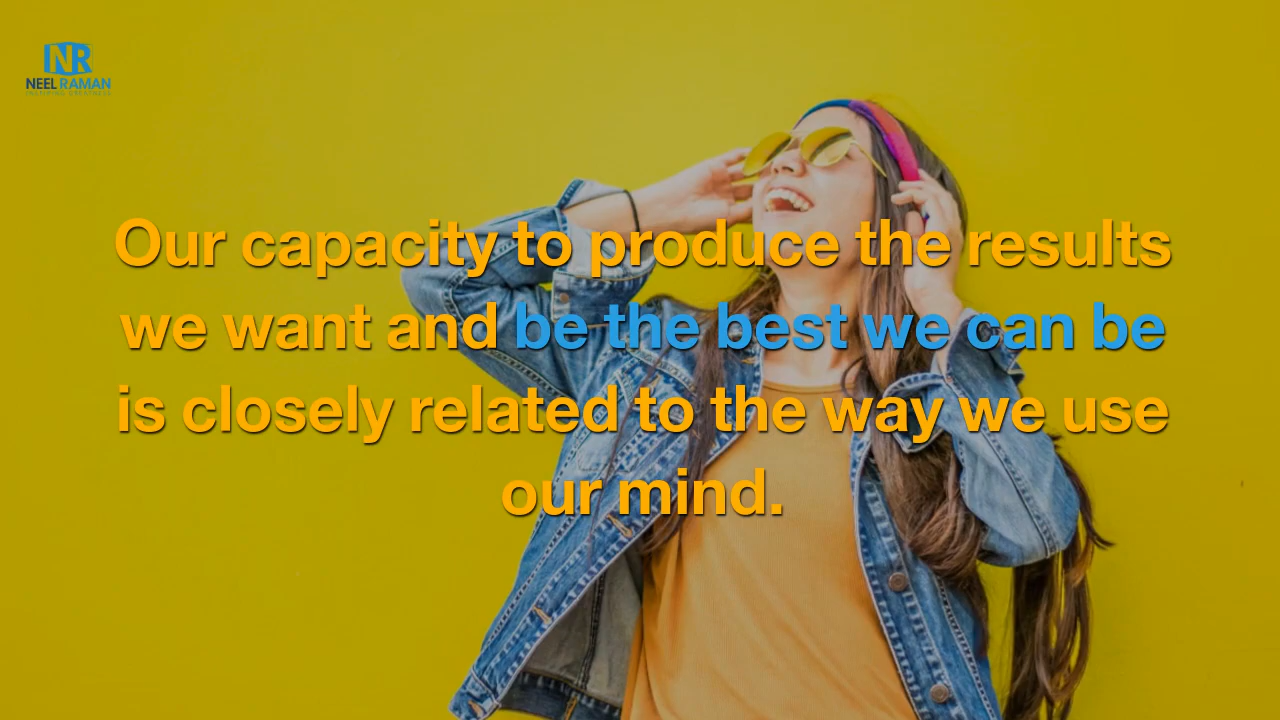 NR
NEEL RAMAN
Our capacity to produce the results
we want and be the best we can be
is closely related to the way we use
our mind.